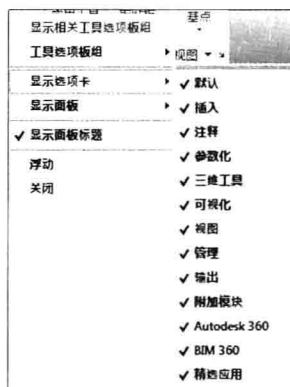 显示相关工具选项板组
工具选项板组
显示选项卡
显示面板
✓ 显示面板标题
浮动
关闭
基点
视图
✓ 默认
✓ 插入
✓ 注释
✓ 参数化
✓ 三维工具
✓ 可视化
✓ 视图
✓ 管理
✓ 输出
✓ 附加模块
✓ Autodesk 360
✓ BIM 360
✓ 精选应用